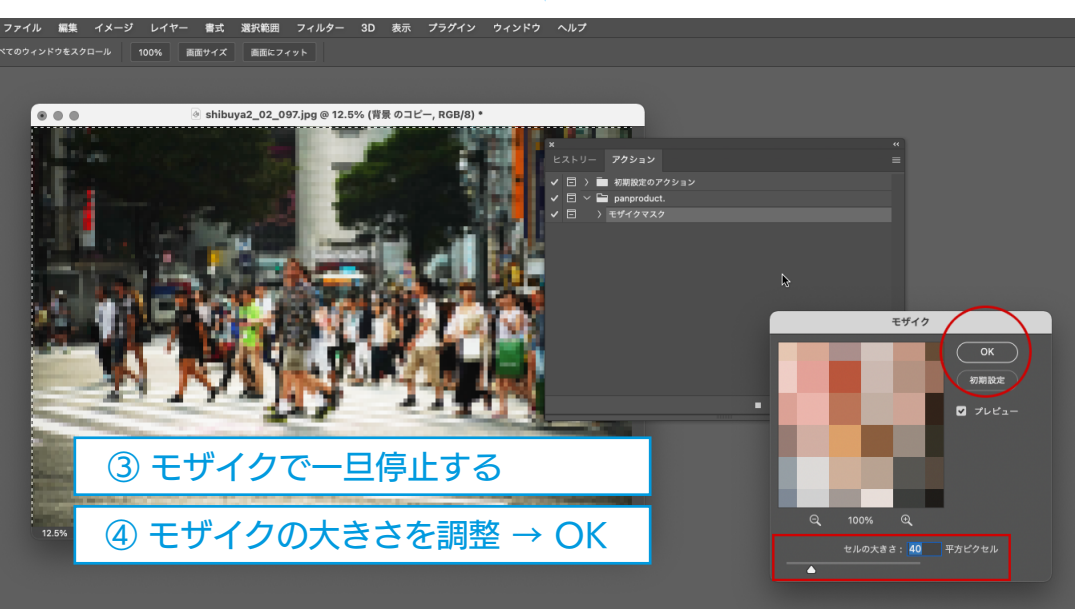 ファイル 編集 イメージ レイヤー 書式 選択範囲 フィルター 3D 表示 プラグイン ウィンドウ ヘルプ
べてのウィンドウをスクロール 100% 画面サイズ 画面にフィット
shibuya2_02_097.jpg @ 12.5% (背景 のコピー, RGB/8) *
ヒストリー アクション
初期設定のアクション
panproduct.
モザイクマスク
モザイク
OK
初期設定
プレビュー
100%
セルの大きさ: 40 平方ピクセル
③ モザイクで一旦停止する
④ モザイクの大きさを調整 → OK
12.5%